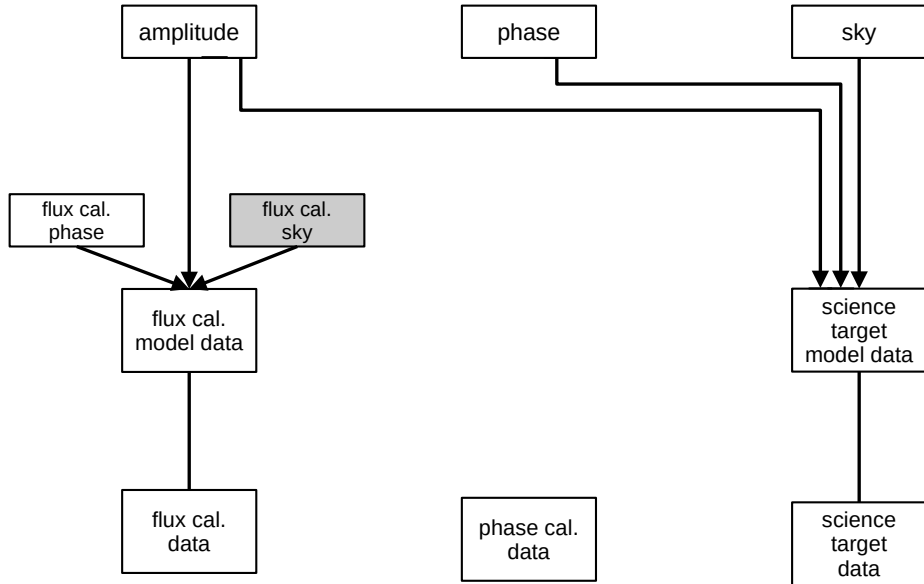 amplitude
phase
sky
flux cal.
phase
flux cal.
sky
flux cal.
model data
science
target
model data
flux cal.
data
phase cal.
data
science
target
data